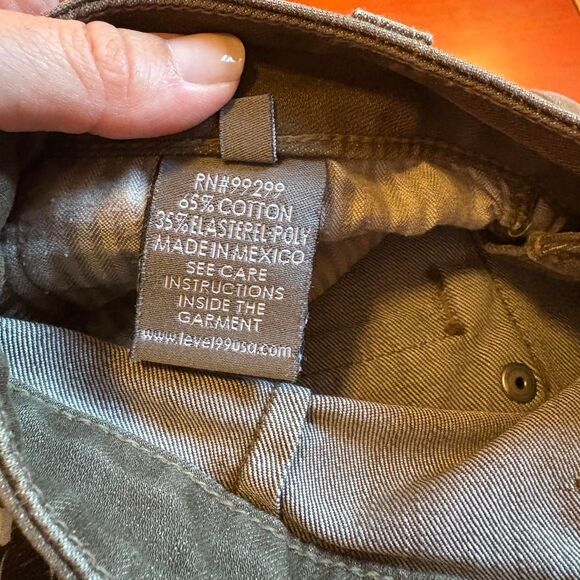 RN#99299
65% COTTON
35% ELASTEREL-POLY
MADE IN MEXICO
SEE CARE
INSTRUCTIONS
INSIDE THE
GARMENT
www.level99usa.com